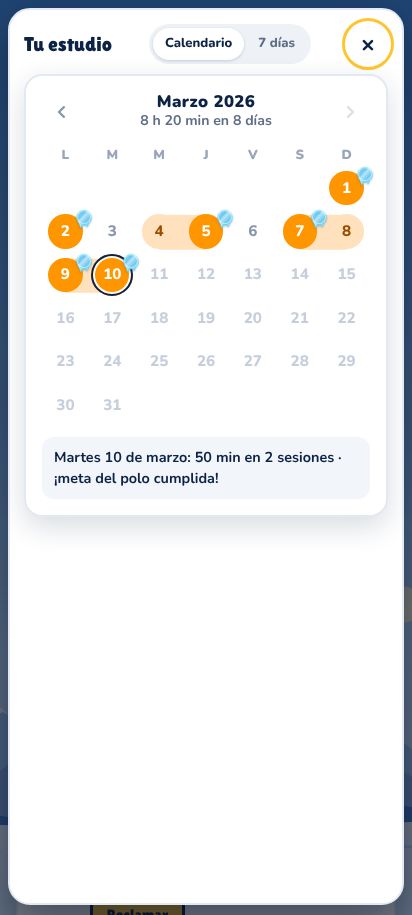 Tu estudio
Calendario
7 días
Marzo 2026
8 h 20 min en 8 días
L M M J V S D
1
2 3 4 5 6 7 8
9 10 11 12 13 14 15
16 17 18 19 20 21 22
23 24 25 26 27 28 29
30 31
Martes 10 de marzo: 50 min en 2 sesiones ·
¡meta del polo cumplida!
Reclamar